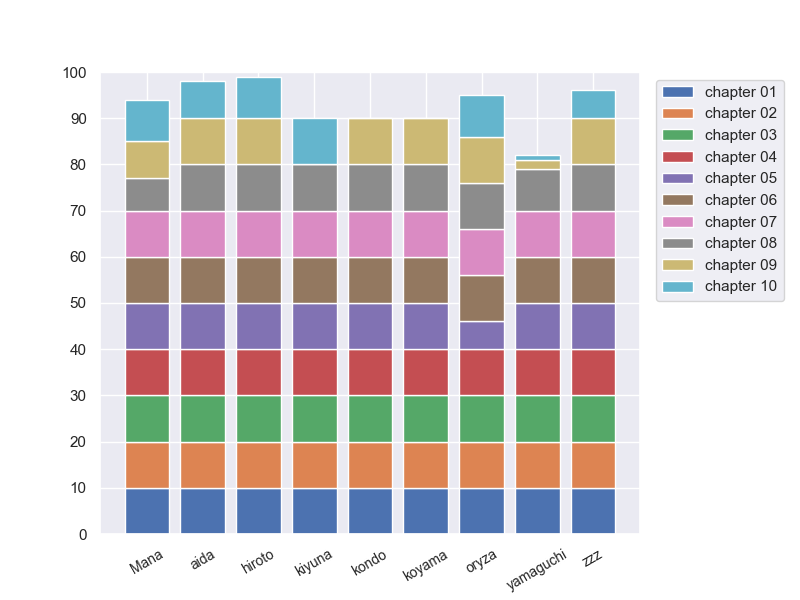 100
90
80
70
60
50
40
30
20
10
0
Mana
aida
hiroto
kiyuna
kondo
koyama
oryza
yamaguchi
zzz
chapter 01
chapter 02
chapter 03
chapter 04
chapter 05
chapter 06
chapter 07
chapter 08
chapter 09
chapter 10